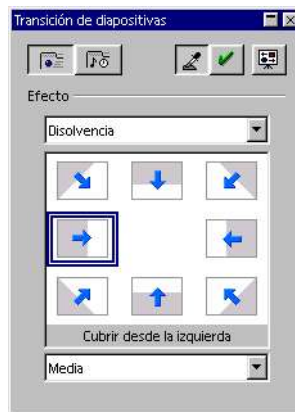 Transición de diapositivas
Efecto
Disolvencia
Cubrir desde la izquierda
Media